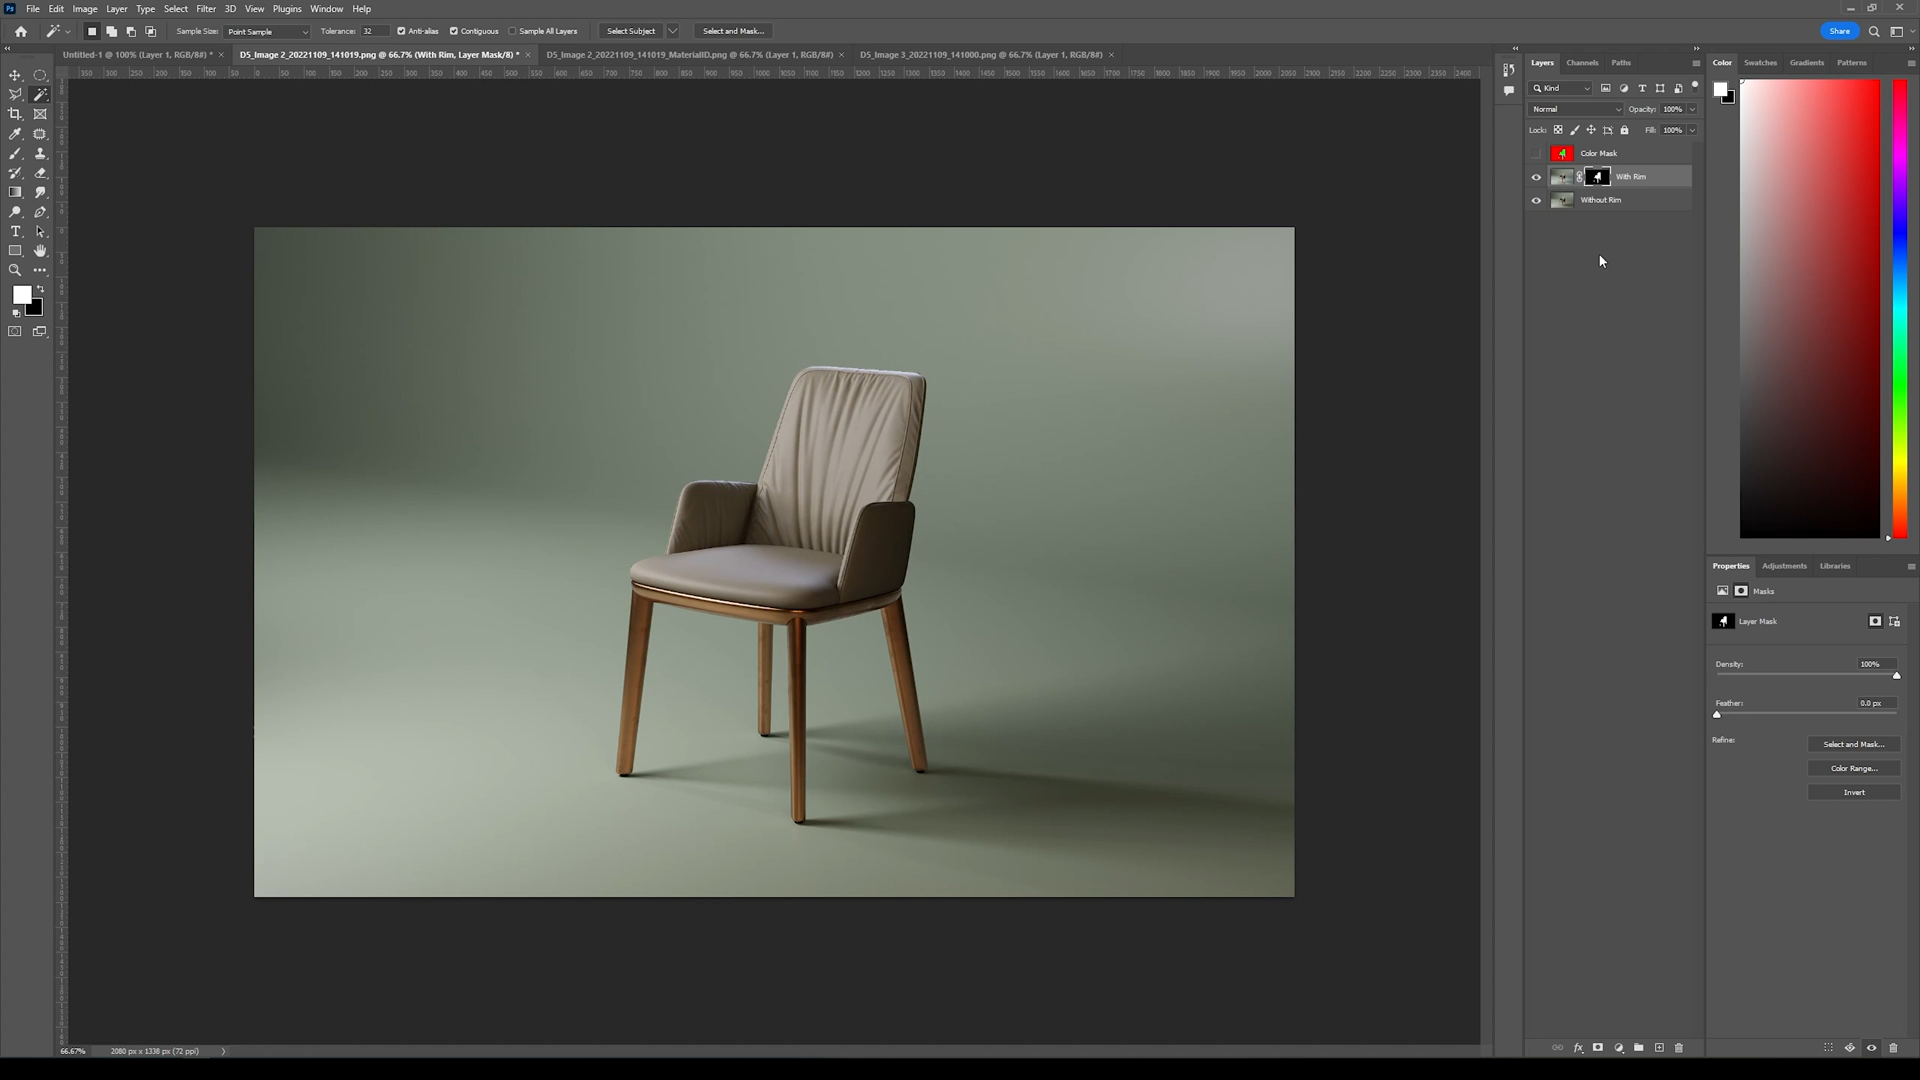 Ps File Edit Image Layer Type Select Filter 3D View Plugins Window Help
Sample Size: Point Sample Tolerance: 32 Anti-alias Contiguous Sample All Layers Select Subject Select and Mask... Share
Untitled-1 @ 100% (Layer 1, RGB/8#) * × D5_Image 2_20221109_141019.png @ 66.7% (With Rim, Layer Mask/8) * × D5_Image 2_20221109_141019_MaterialID.png @ 66.7% (Layer 1, RGB/8#) × D5_Image 3_20221109_141000.png @ 66.7% (Layer 1, RGB/8#) ×
Layers Channels Paths
Kind
Normal Opacity: 100%
Lock: Fill: 100%
Color Mask
With Rim
Without Rim
Color Swatches Gradients Patterns
Properties Adjustments Libraries
Masks
Layer Mask
Density: 100%
Feather: 0.0 px
Refine: Select and Mask...
Color Range...
Invert
66.67% 2080 px x 1338 px (72 ppi)